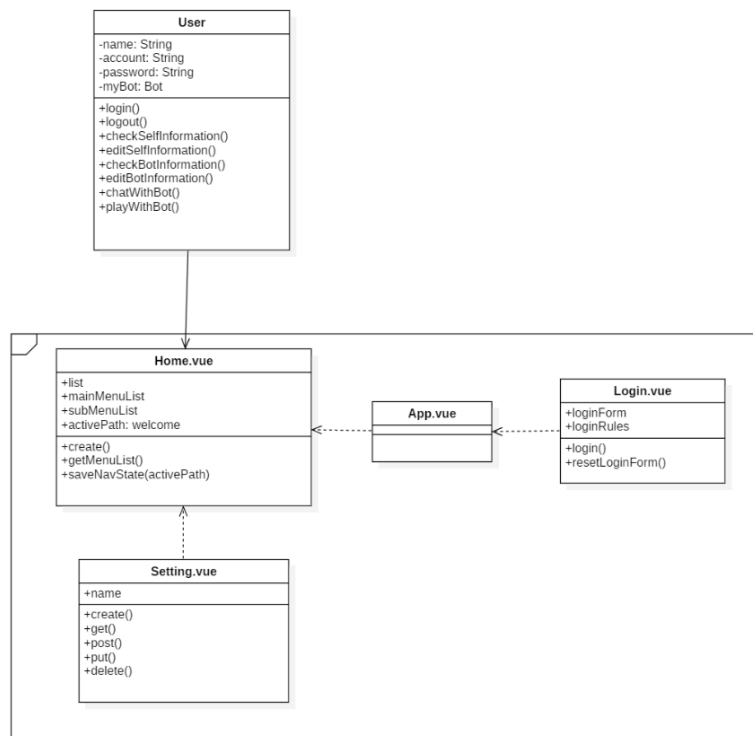 User
-name: String
-account: String
-password: String
-myBot: Bot
+login()
+logout()
+checkSelfInformation()
+editSelfInformation()
+checkBotInformation()
+editBotInformation()
+chatWithBot()
+playWithBot()
Home.vue
+list
+mainMenuList
+subMenuList
+activePath: welcome
+create()
+getMenuList()
+saveNavState(activePath)
App.vue
Login.vue
+loginForm
+loginRules
+login()
+resetLoginForm()
Setting.vue
+name
+create()
+get()
+post()
+put()
+delete()